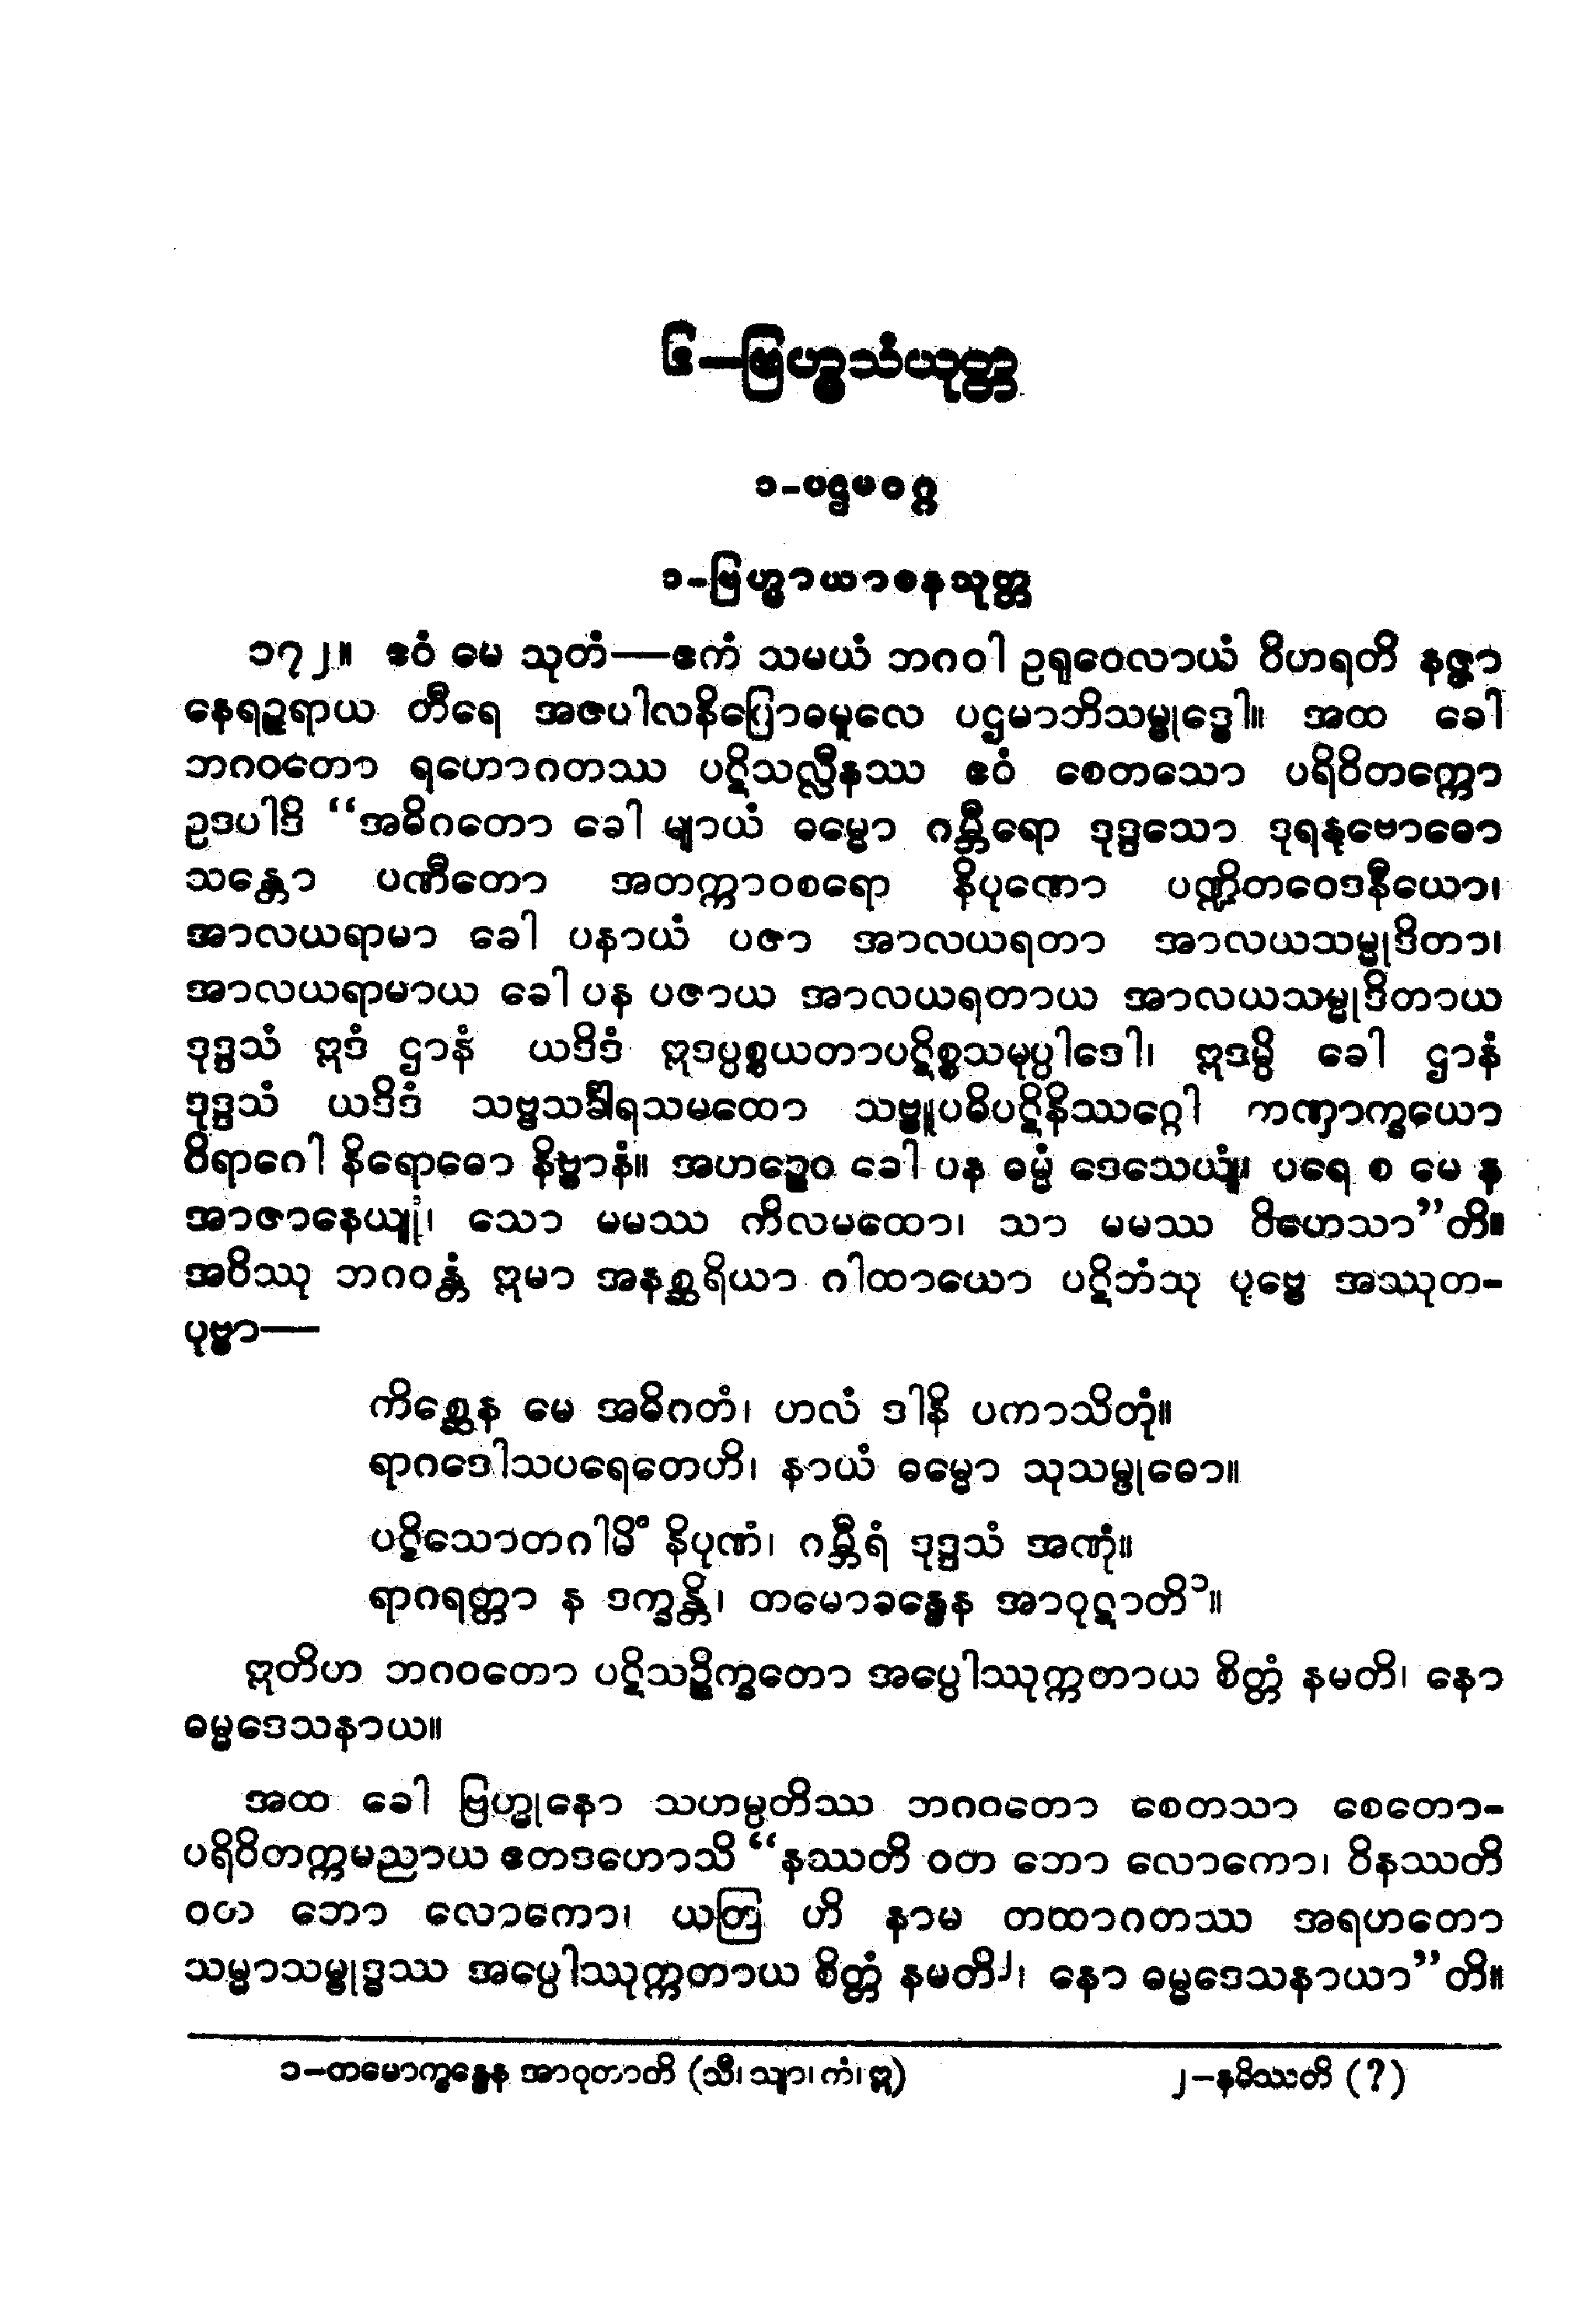 ၆—ဗြဟ္မသံယုတ္တ
၁-ပဌမဝဂ္ဂ
၁-ဗြဟ္မာယာစနသုတ္တ
၁၇၂။ ဧဝံ မေ သုတံ—ဧကံ သမယံ ဘဂဝါ ဥရုဝေလာယံ ဝိဟရတိ နဇ္ဇာ
နေရဉ္ဇရာယ တီရေ အဇပါလနိဂြောဓမူလေ ပဌမာဘိသမ္ဗုဒ္ဓေါ။ အထ ခေါ
ဘဂဝတော ရဟောဂတဿ ပဋိသလ္လီနဿ ဧဝံ စေတသော ပရိဝိတက္ကော
ဥဒပါဒိ “အဓိဂတော ခေါ မျာယံ ဓမ္မော ဂမ္ဘီရော ဒုဒ္ဒသော ဒုရနုဗောဓော
သန္တော ပဏီတော အတက္ကာဝစရော နိပုဏော ပဏ္ဍိတဝေဒနီယော၊
အာလယရာမာ ခေါ ပနာယံ ပဇာ အာလယရတာ အာလယသမ္မုဒိတာ၊
အာလယရာမာယ ခေါ ပန ပဇာယ အာလယရတာယ အာလယသမ္မုဒိတာယ
ဒုဒ္ဒသံ ဣဒံ ဌာနံ ယဒိဒံ ဣဒပ္ပစ္စယတာပဋိစ္စသမုပ္ပါဒေါ၊ ဣဒမ္ပိ ခေါ ဌာနံ
ဒုဒ္ဒသံ ယဒိဒံ သဗ္ဗသင်္ခါရသမထော သဗ္ဗူပဓိပဋိနိဿဂ္ဂေါ တဏှာက္ခယော
ဝိရာဂေါ နိရောဓော နိဗ္ဗာနံ။ အဟဉ္စေဝ ခေါ ပန ဓမ္မံ ဒေသေယျုံ။ ပရေ စ မေ န
အာဇာနေယျုံ၊ သော မမဿ ကိလမထော၊ သာ မမဿ ဝိဟေသာ”တိ။
အပိဿု ဘဂဝန္တံ ဣမာ အနစ္ဆရိယာ ဂါထာယော ပဋိဘံသု ပုဗ္ဗေ အဿုတ-
ပုဗ္ဗာ—
ကိစ္ဆေန မေ အဓိဂတံ၊ ဟလံ ဒါနိ ပကာသိတုံ။
ရာဂဒေါသပရေတေဟိ၊ နာယံ ဓမ္မော သုသမ္ဗုဓော။
ပဋိသောတဂါမိံ နိပုဏံ၊ ဂမ္ဘီရံ ဒုဒ္ဒသံ အဏုံ။
ရာဂရတ္တာ န ဒက္ခန္တိ၊ တမောခန္ဓေန အာဝုဋာတိ၁။
ဣတိဟ ဘဂဝတော ပဋိသဉ္စိက္ခတော အပ္ပေါဿုက္ကတာယ စိတ္တံ နမတိ၊ နော
ဓမ္မဒေသနာယ။
အထ ခေါ ဗြဟ္မုနော သဟမ္ပတိဿ ဘဂဝတော စေတသာ စေတော-
ပရိဝိတက္ကမညာယ ဧတဒဟောသိ “နဿတိ ဝတ ဘော လောကော၊ ဝိနဿတိ
ဝတ ဘော လောကော၊ ယတြ ဟိ နာမ တထာဂတဿ အရဟတော
သမ္မာသမ္ဗုဒ္ဓဿ အပ္ပေါဿုက္ကတာယ စိတ္တံ နမတိ၂၊ နော ဓမ္မဒေသနာယာ”တိ။
၁-တမောက္ခန္ဓေန အာဝုတာတိ (သီ၊ သျာ၊ ကံ၊ ဣ) ၂-နမိဿတိ (?)